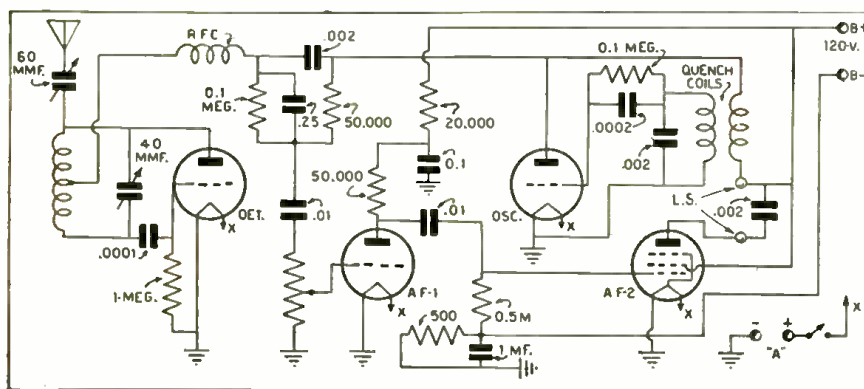 60
MMF.
R.F.C.
.002
0.1 MEG.
B+
120-V.
B-
QUENCH
COILS
0.1
MEG.
.25
50,000
20,000
.0002
.002
40
MMF.
50,000
0.1
.01
.01
DET.
OSC.
L.S.
.002
X
X
.0001
1-MEG.
AF-1
X
500
0.5M
1 MF.
AF-2
X
- +
"A"
X